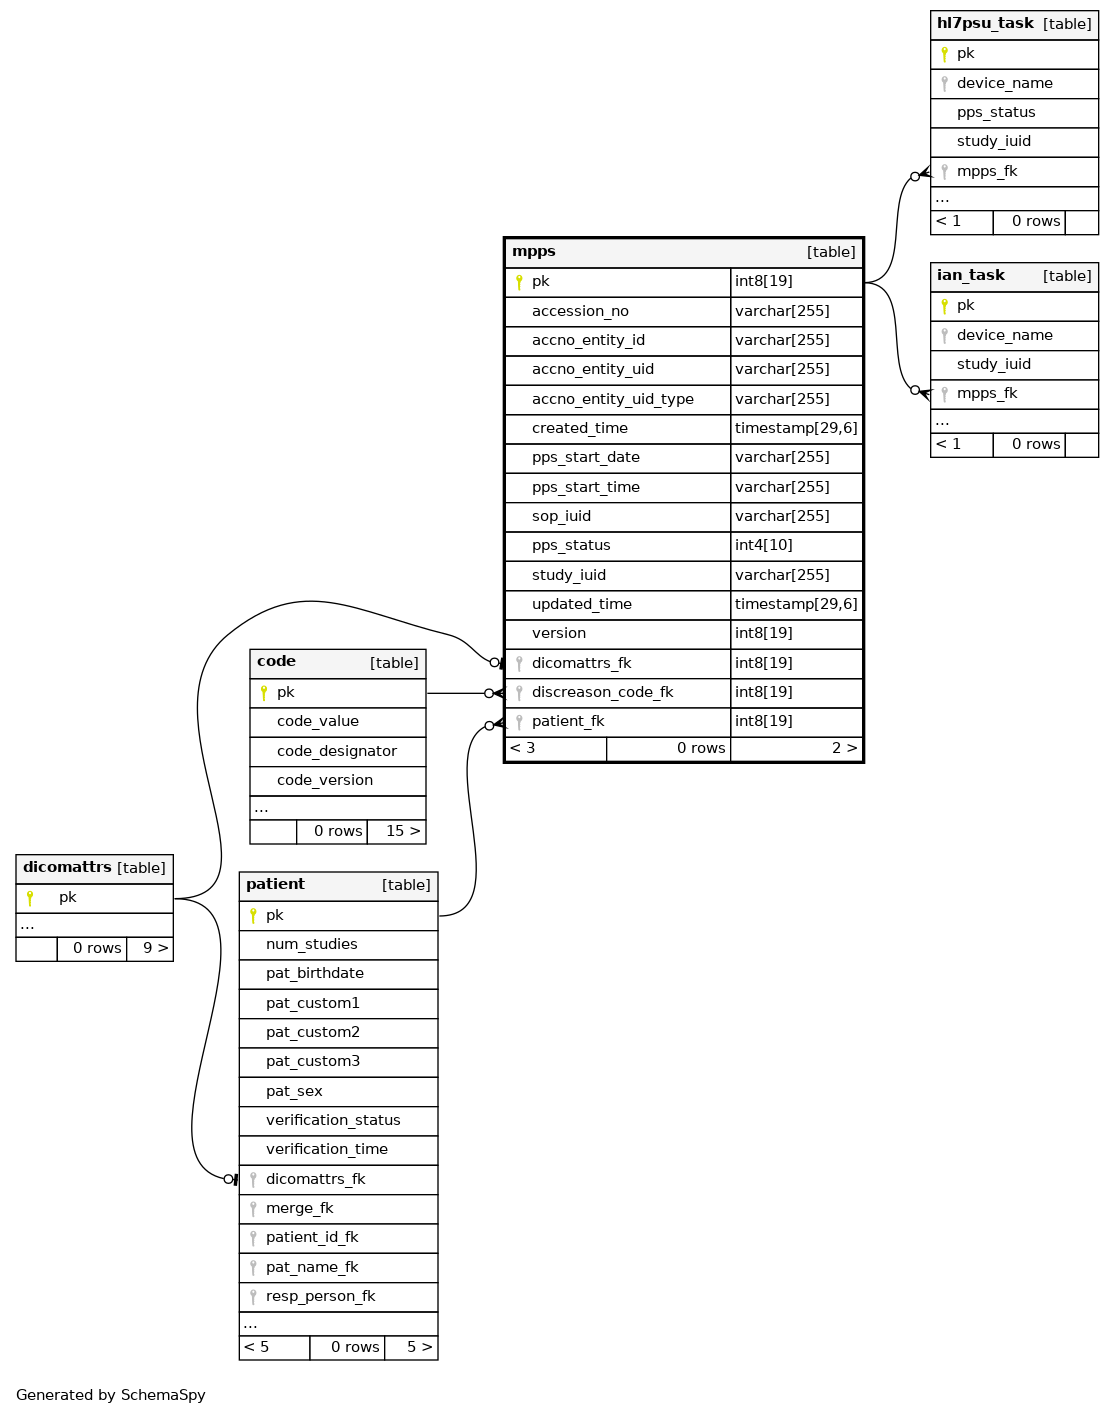 hl7psu_task [table]
pk
device_name
pps_status
study_iuid
mpps_fk
...
< 1 0 rows
ian_task [table]
pk
device_name
study_iuid
mpps_fk
...
< 1 0 rows
mpps [table]
pk int8[19]
accession_no varchar[255]
accno_entity_id varchar[255]
accno_entity_uid varchar[255]
accno_entity_uid_type varchar[255]
created_time timestamp[29,6]
pps_start_date varchar[255]
pps_start_time varchar[255]
sop_iuid varchar[255]
pps_status int4[10]
study_iuid varchar[255]
updated_time timestamp[29,6]
version int8[19]
dicomattrs_fk int8[19]
discreason_code_fk int8[19]
patient_fk int8[19]
< 3 0 rows 2 >
code [table]
pk
code_value
code_designator
code_version
...
0 rows 15 >
dicomattrs [table]
pk
...
0 rows 9 >
patient [table]
pk
num_studies
pat_birthdate
pat_custom1
pat_custom2
pat_custom3
pat_sex
verification_status
verification_time
dicomattrs_fk
merge_fk
patient_id_fk
pat_name_fk
resp_person_fk
...
< 5 0 rows 5 >
Generated by SchemaSpy